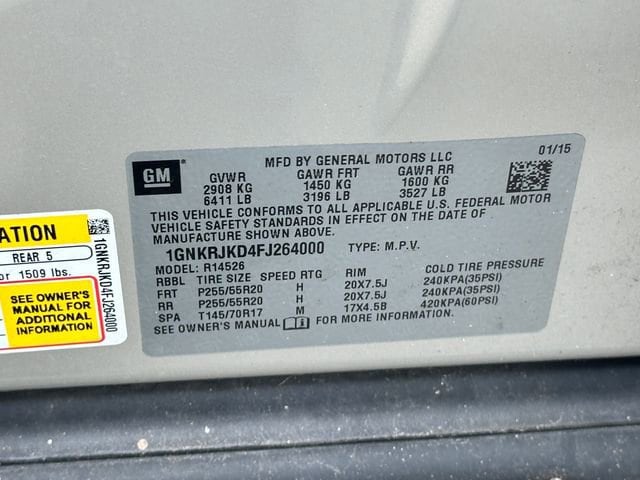 GM
MFD BY GENERAL MOTORS LLC
01/15
GVWR GAWR FRT GAWR RR
2908 KG 1450 KG 1600 KG
6411 LB 3196 LB 3527 LB
THIS VEHICLE CONFORMS TO ALL APPLICABLE U.S. FEDERAL MOTOR
VEHICLE SAFETY STANDARDS IN EFFECT ON THE DATE OF
MANUFACTURE SHOWN ABOVE.
1GNKRJKD4FJ264000 TYPE: M.P.V.
MODEL: R14526
RBBL TIRE SIZE SPEED RTG RIM COLD TIRE PRESSURE
FRT P255/55R20 H 20X7.5J 240KPA(35PSI)
RR P255/55R20 H 20X7.5J 240KPA(35PSI)
SPA T145/70R17 M 17X4.5B 420KPA(60PSI)
SEE OWNER'S MANUAL FOR MORE INFORMATION.
ATION
REAR 5
or 1509 lbs.
SEE OWNER'S
MANUAL FOR
ADDITIONAL
INFORMATION
1GNKRJKD4FJ264000